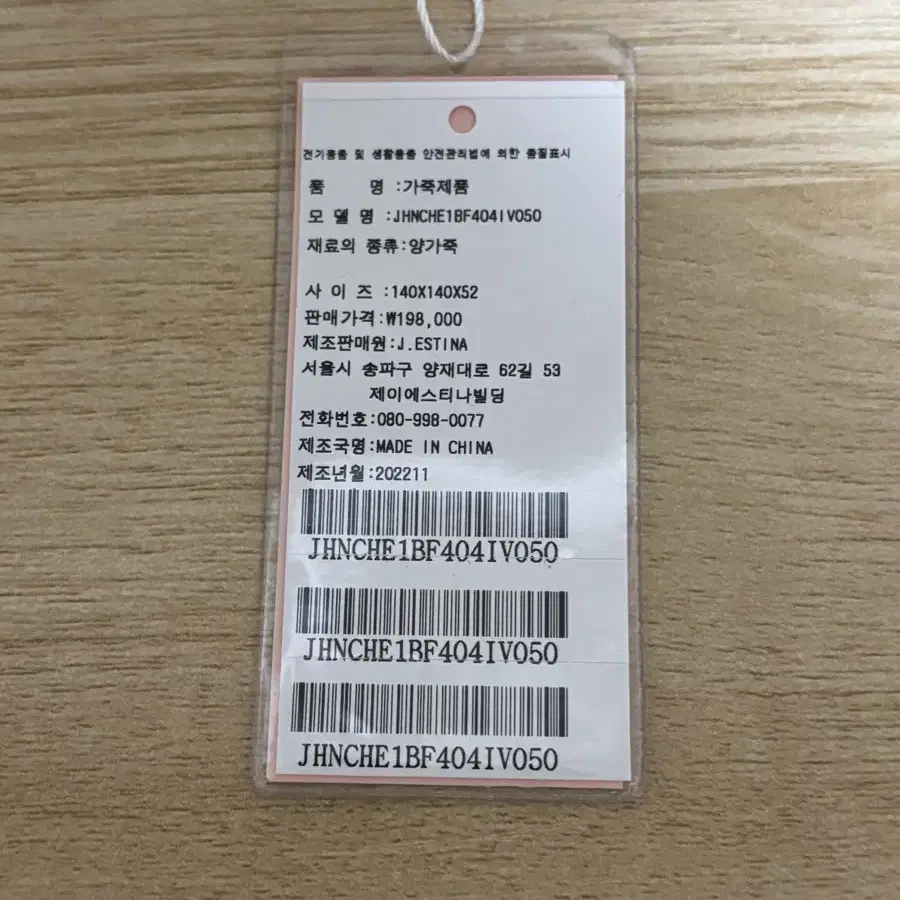 전기용품 및 생활용품 안전관리법에 의한 품질표시
품 명 :가죽제품
모 델 명 :JHNCHE1BF404IV050
재료의 종류:양가죽
사 이 즈 :140X140X52
판매가격:₩198,000
제조판매원:J.ESTINA
서울시 송파구 양재대로 62길 53
제이에스티나빌딩
전화번호:080-998-0077
제조국명:MADE IN CHINA
제조년월:202211
JHNCHE1BF404IV050
JHNCHE1BF404IV050
JHNCHE1BF404IV050